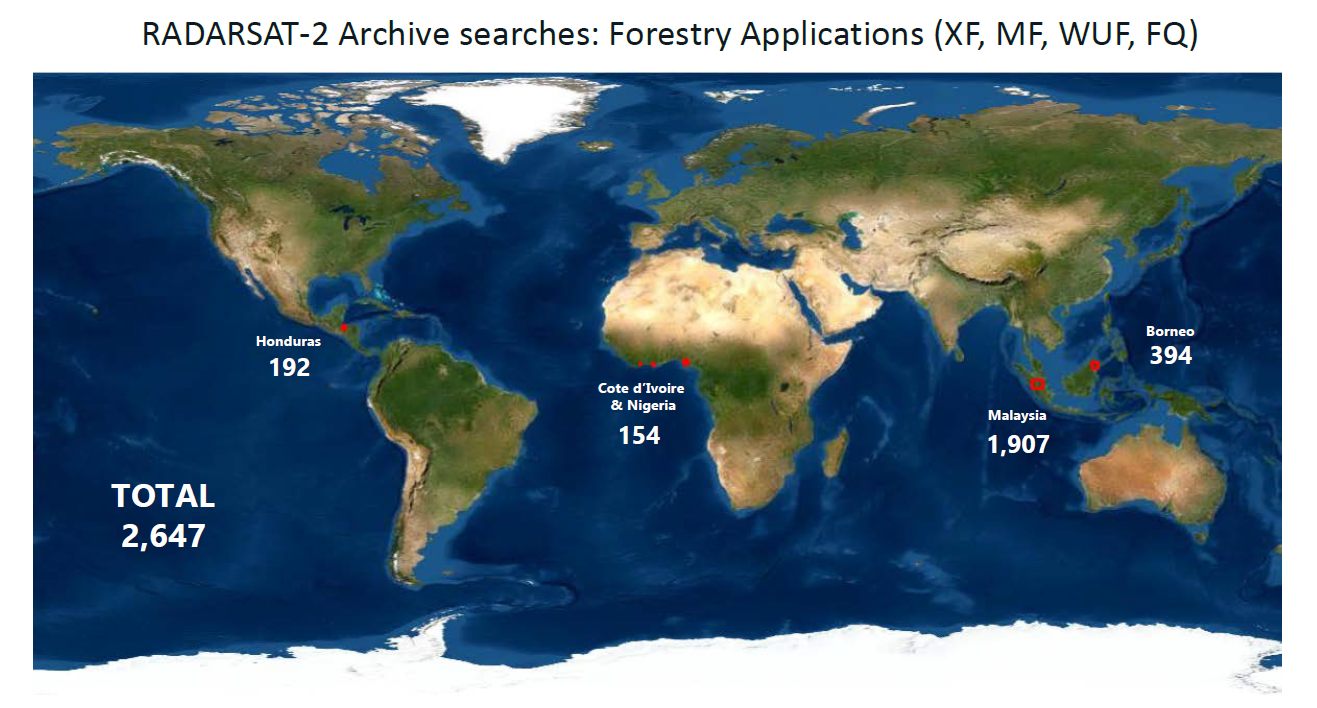 RADARSAT-2 Archive searches: Forestry Applications (XF, MF, WUF, FQ)
Honduras
192
Cote d'Ivoire
& Nigeria
154
Borneo
394
Malaysia
1,907
TOTAL
2,647